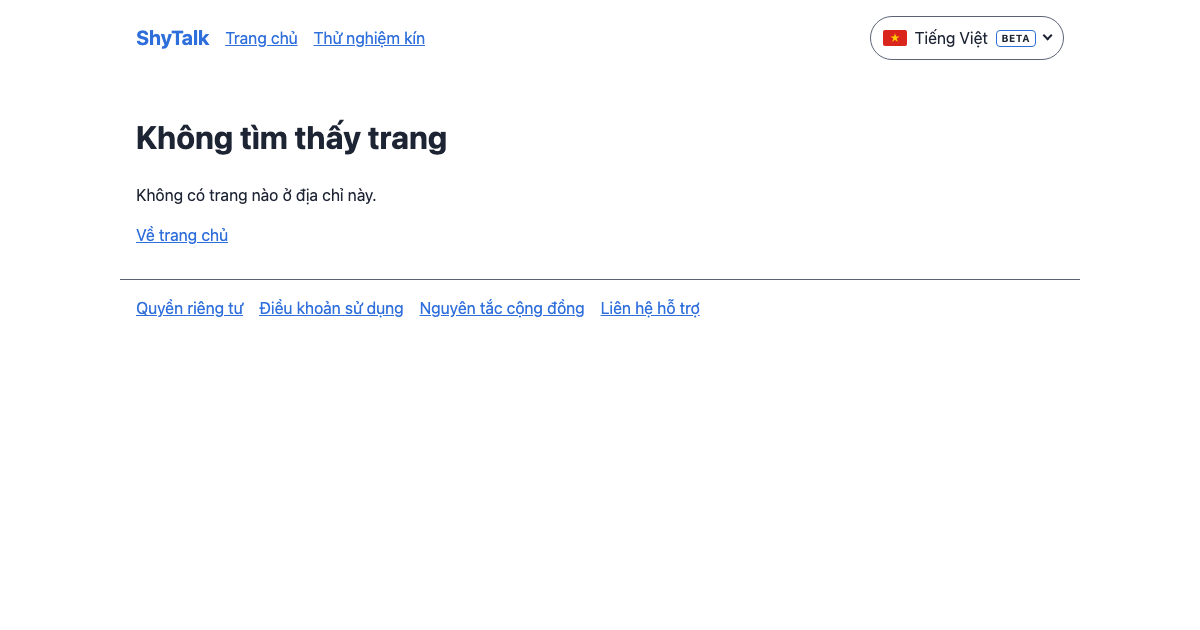 ShyTalk Trang chủ Thử nghiệm kín Tiếng Việt BETA
Không tìm thấy trang
Không có trang nào ở địa chỉ này.
Về trang chủ
Quyền riêng tư Điều khoản sử dụng Nguyên tắc cộng đồng Liên hệ hỗ trợ